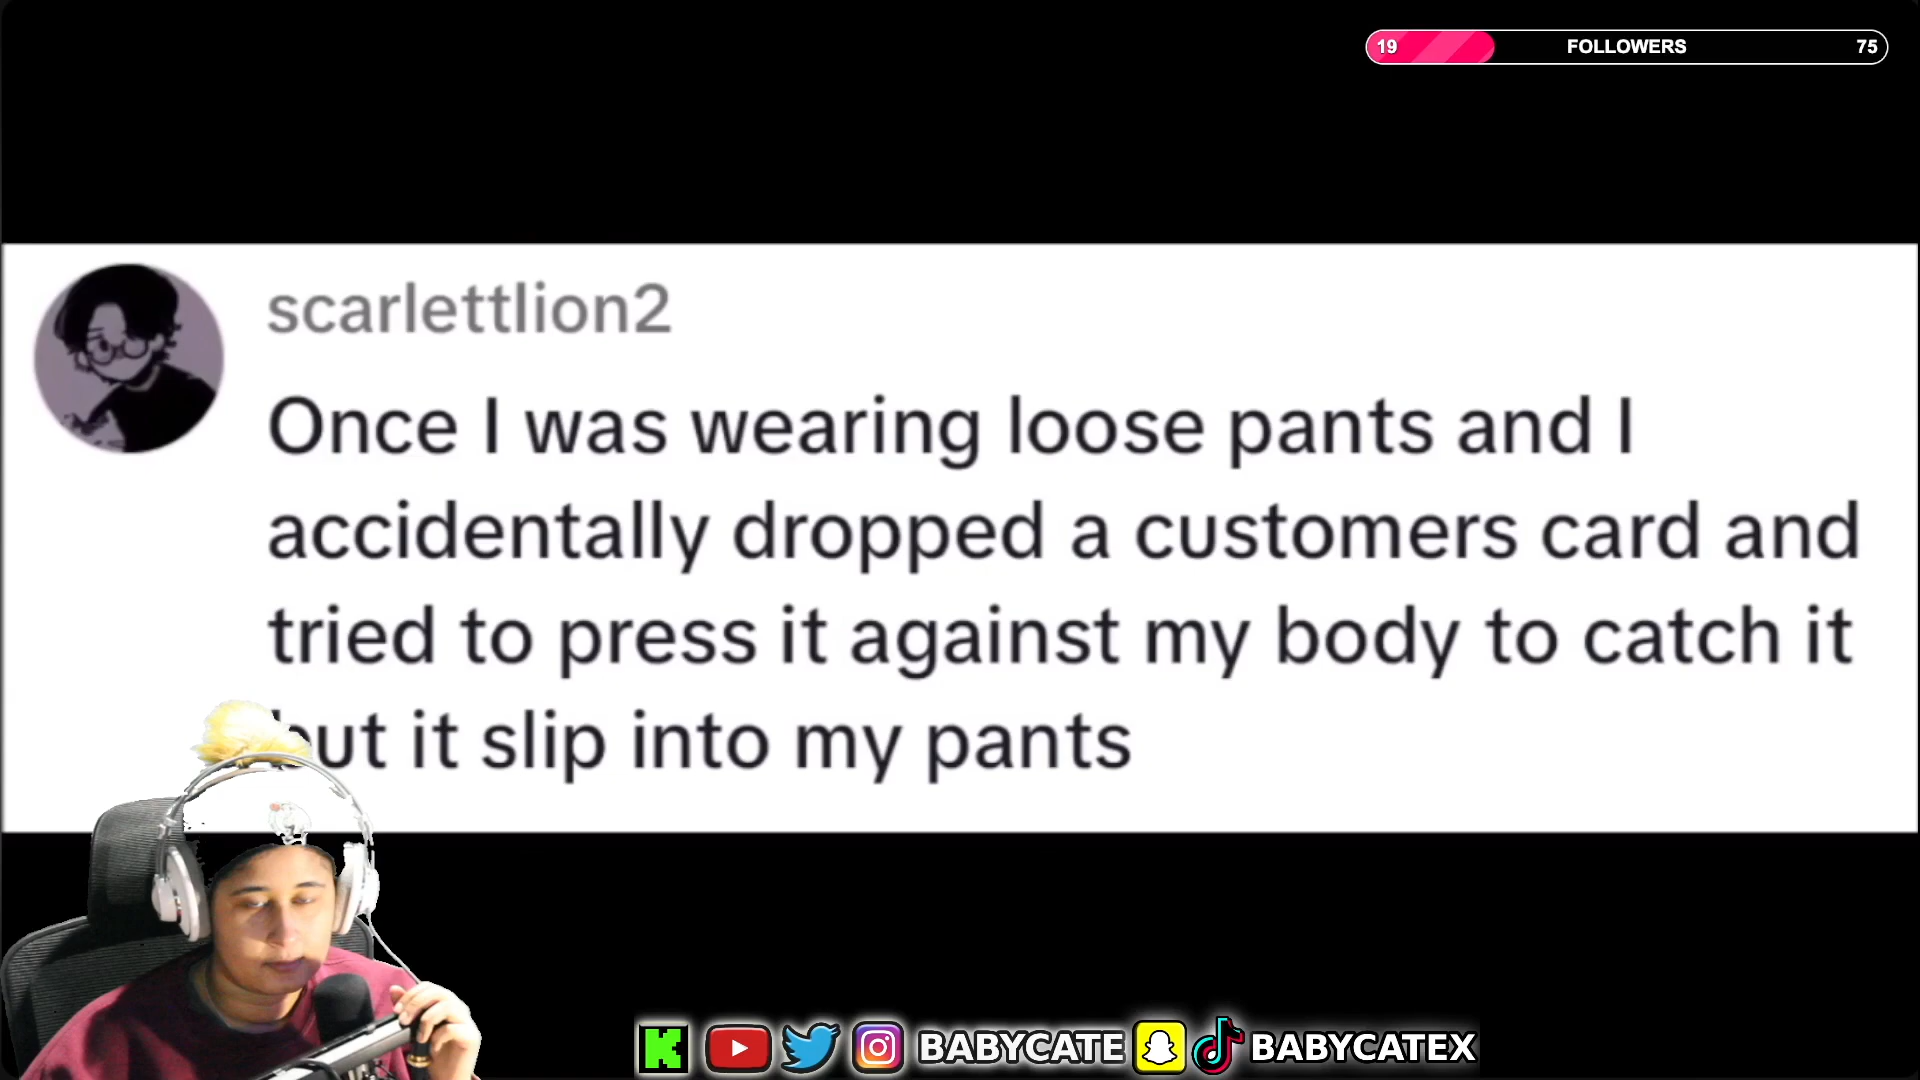 19 FOLLOWERS 75
scarlettlion2
Once I was wearing loose pants and I
accidentally dropped a customers card and
tried to press it against my body to catch it
but it slip into my pants
BABYCATE BABYCATEX